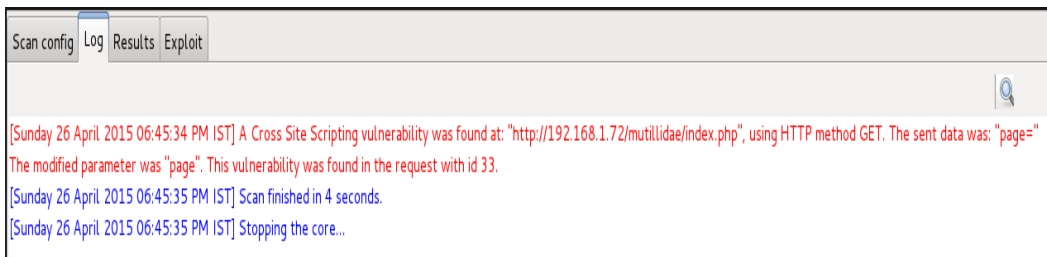 Scan config Log Results Exploit
[Sunday 26 April 2015 06:45:34 PM IST] A Cross Site Scripting vulnerability was found at: "http://192.168.1.72/mutillidae/index.php", using HTTP method GET. The sent data was: "page="
The modified parameter was "page". This vulnerability was found in the request with id 33.
[Sunday 26 April 2015 06:45:35 PM IST] Scan finished in 4 seconds.
[Sunday 26 April 2015 06:45:35 PM IST] Stopping the core...